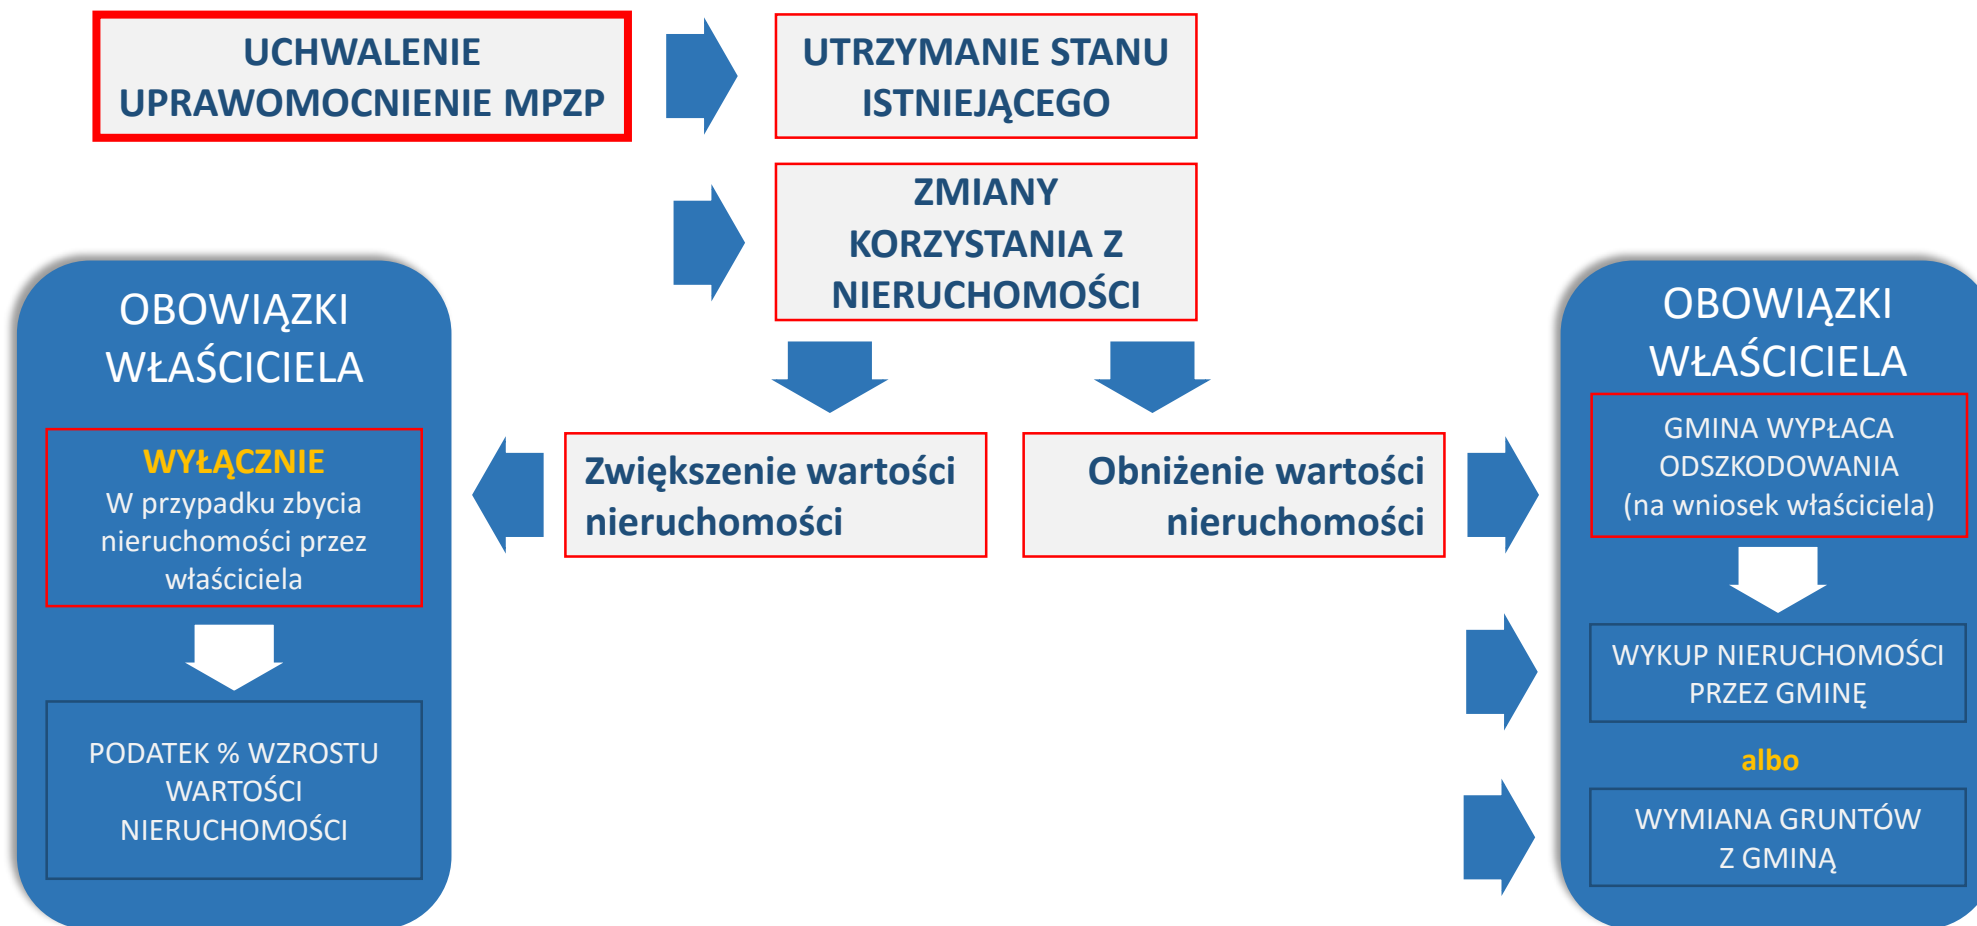 UCHWALENIE
UPRAWOMOCNIENIE MPZP
UTRZYMANIE STANU
ISTNIEJĄCEGO
ZMIANY
KORZYSTANIA Z
NIERUCHOMOŚCI
OBOWIĄZKI
WŁAŚCICIELA
WYŁĄCZNIE
W przypadku zbycia
nieruchomości przez
właściciela
PODATEK % WZROSTU
WARTOŚCI
NIERUCHOMOŚCI
Zwiększenie wartości
nieruchomości
Obniżenie wartości
nieruchomości
OBOWIĄZKI
WŁAŚCICIELA
GMINA WYPŁACA
ODSZKODOWANIA
(na wniosek właściciela)
WYKUP NIERUCHOMOŚCI
PRZEZ GMINĘ
albo
WYMIANA GRUNTÓW
Z GMINĄ